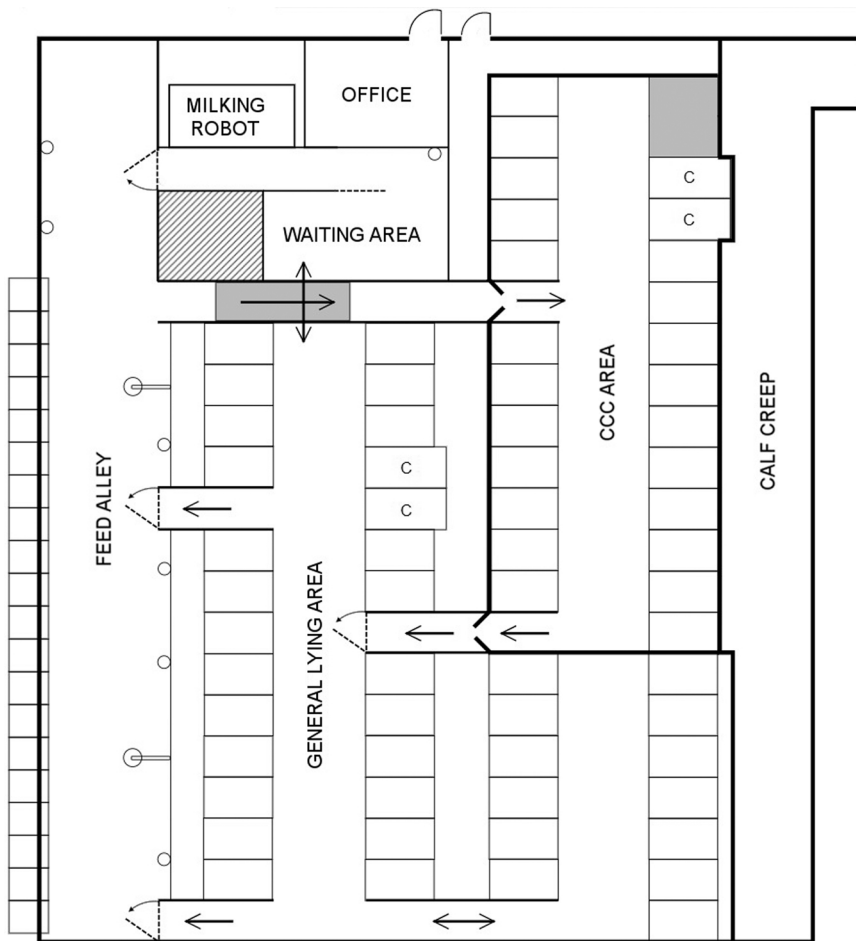 OFFICE
MILKING
ROBOT
C
C
WAITING AREA
CCC AREA
CALF CREEP
FEED ALLEY
C
C
GENERAL LYING AREA